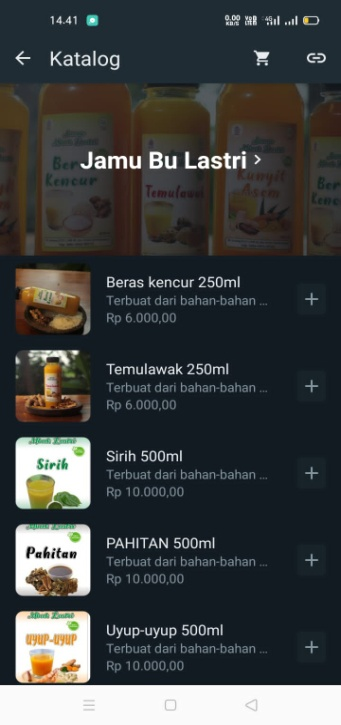 14.41
0.00 KB/S
Katalog
Jamu Bu Lastri >
Beras Kencur
Temulawak
Kunyit Asem
Beras kencur 250ml
Terbuat dari bahan-bahan ...
Rp 6.000,00
Temulawak 250ml
Terbuat dari bahan-bahan ...
Rp 6.000,00
Sirih
Sirih 500ml
Terbuat dari bahan-bahan ...
Rp 10.000,00
Pahitan
PAHITAN 500ml
Terbuat dari bahan-bahan ...
Rp 10.000,00
UYUP-UYUP
Uyup-uyup 500ml
Terbuat dari bahan-bahan ...
Rp 10.000,00